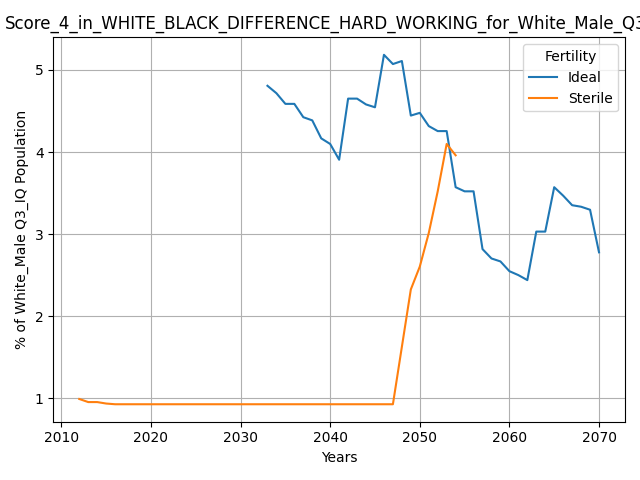 Score_4_in_WHITE_BLACK_DIFFERENCE_HARD_WORKING_for_White_Male_Q3
Fertility
Ideal
Sterile
% of White_Male Q3_IQ Population
5
4
3
2
1
2010 2020 2030 2040 2050 2060 2070
Years